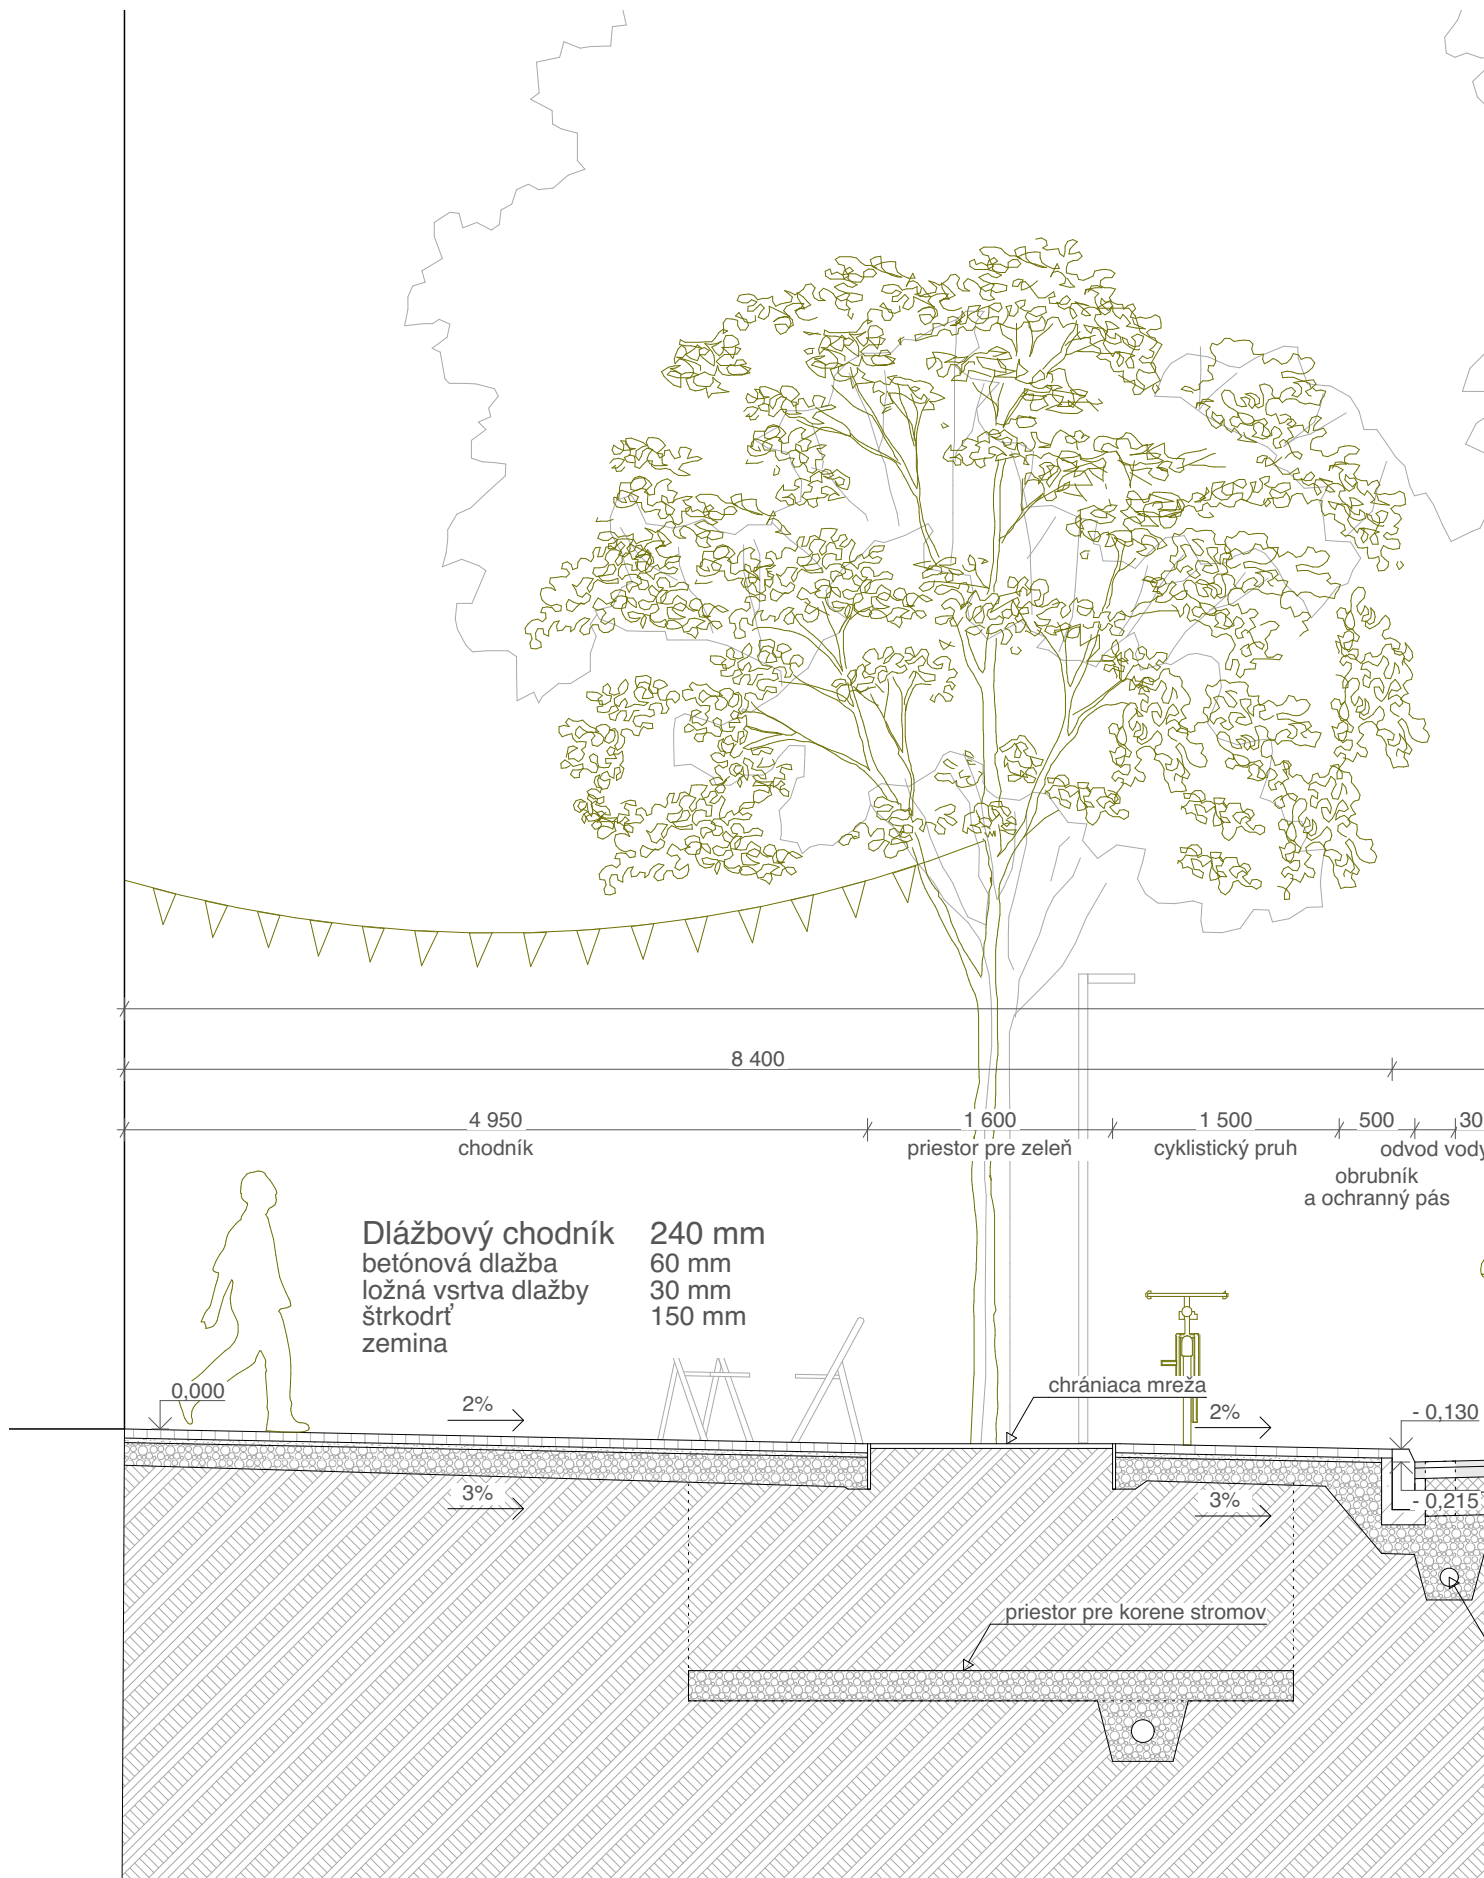 8 400
4 950 1 600 1 500 500 30
chodník priestor pre zeleň cyklistický pruh odvod vody
obrubník
a ochranný pás
Dlážbový chodník 240 mm
betónová dlažba 60 mm
ložná vsrtva dlažby 30 mm
štrkodrť 150 mm
zemina
chrániaca mreža
0,000
2% 2% - 0,130
3% 3% - 0,215
priestor pre korene stromov